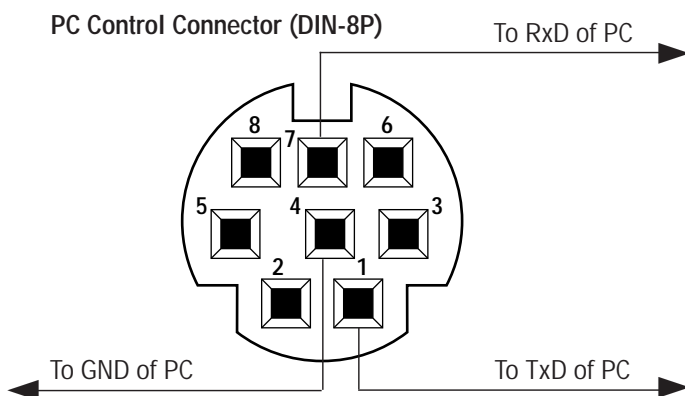 PC Control Connector (DIN-8P)
To RxD of PC
8
7
6
5
4
3
2
1
To GND of PC
To TxD of PC